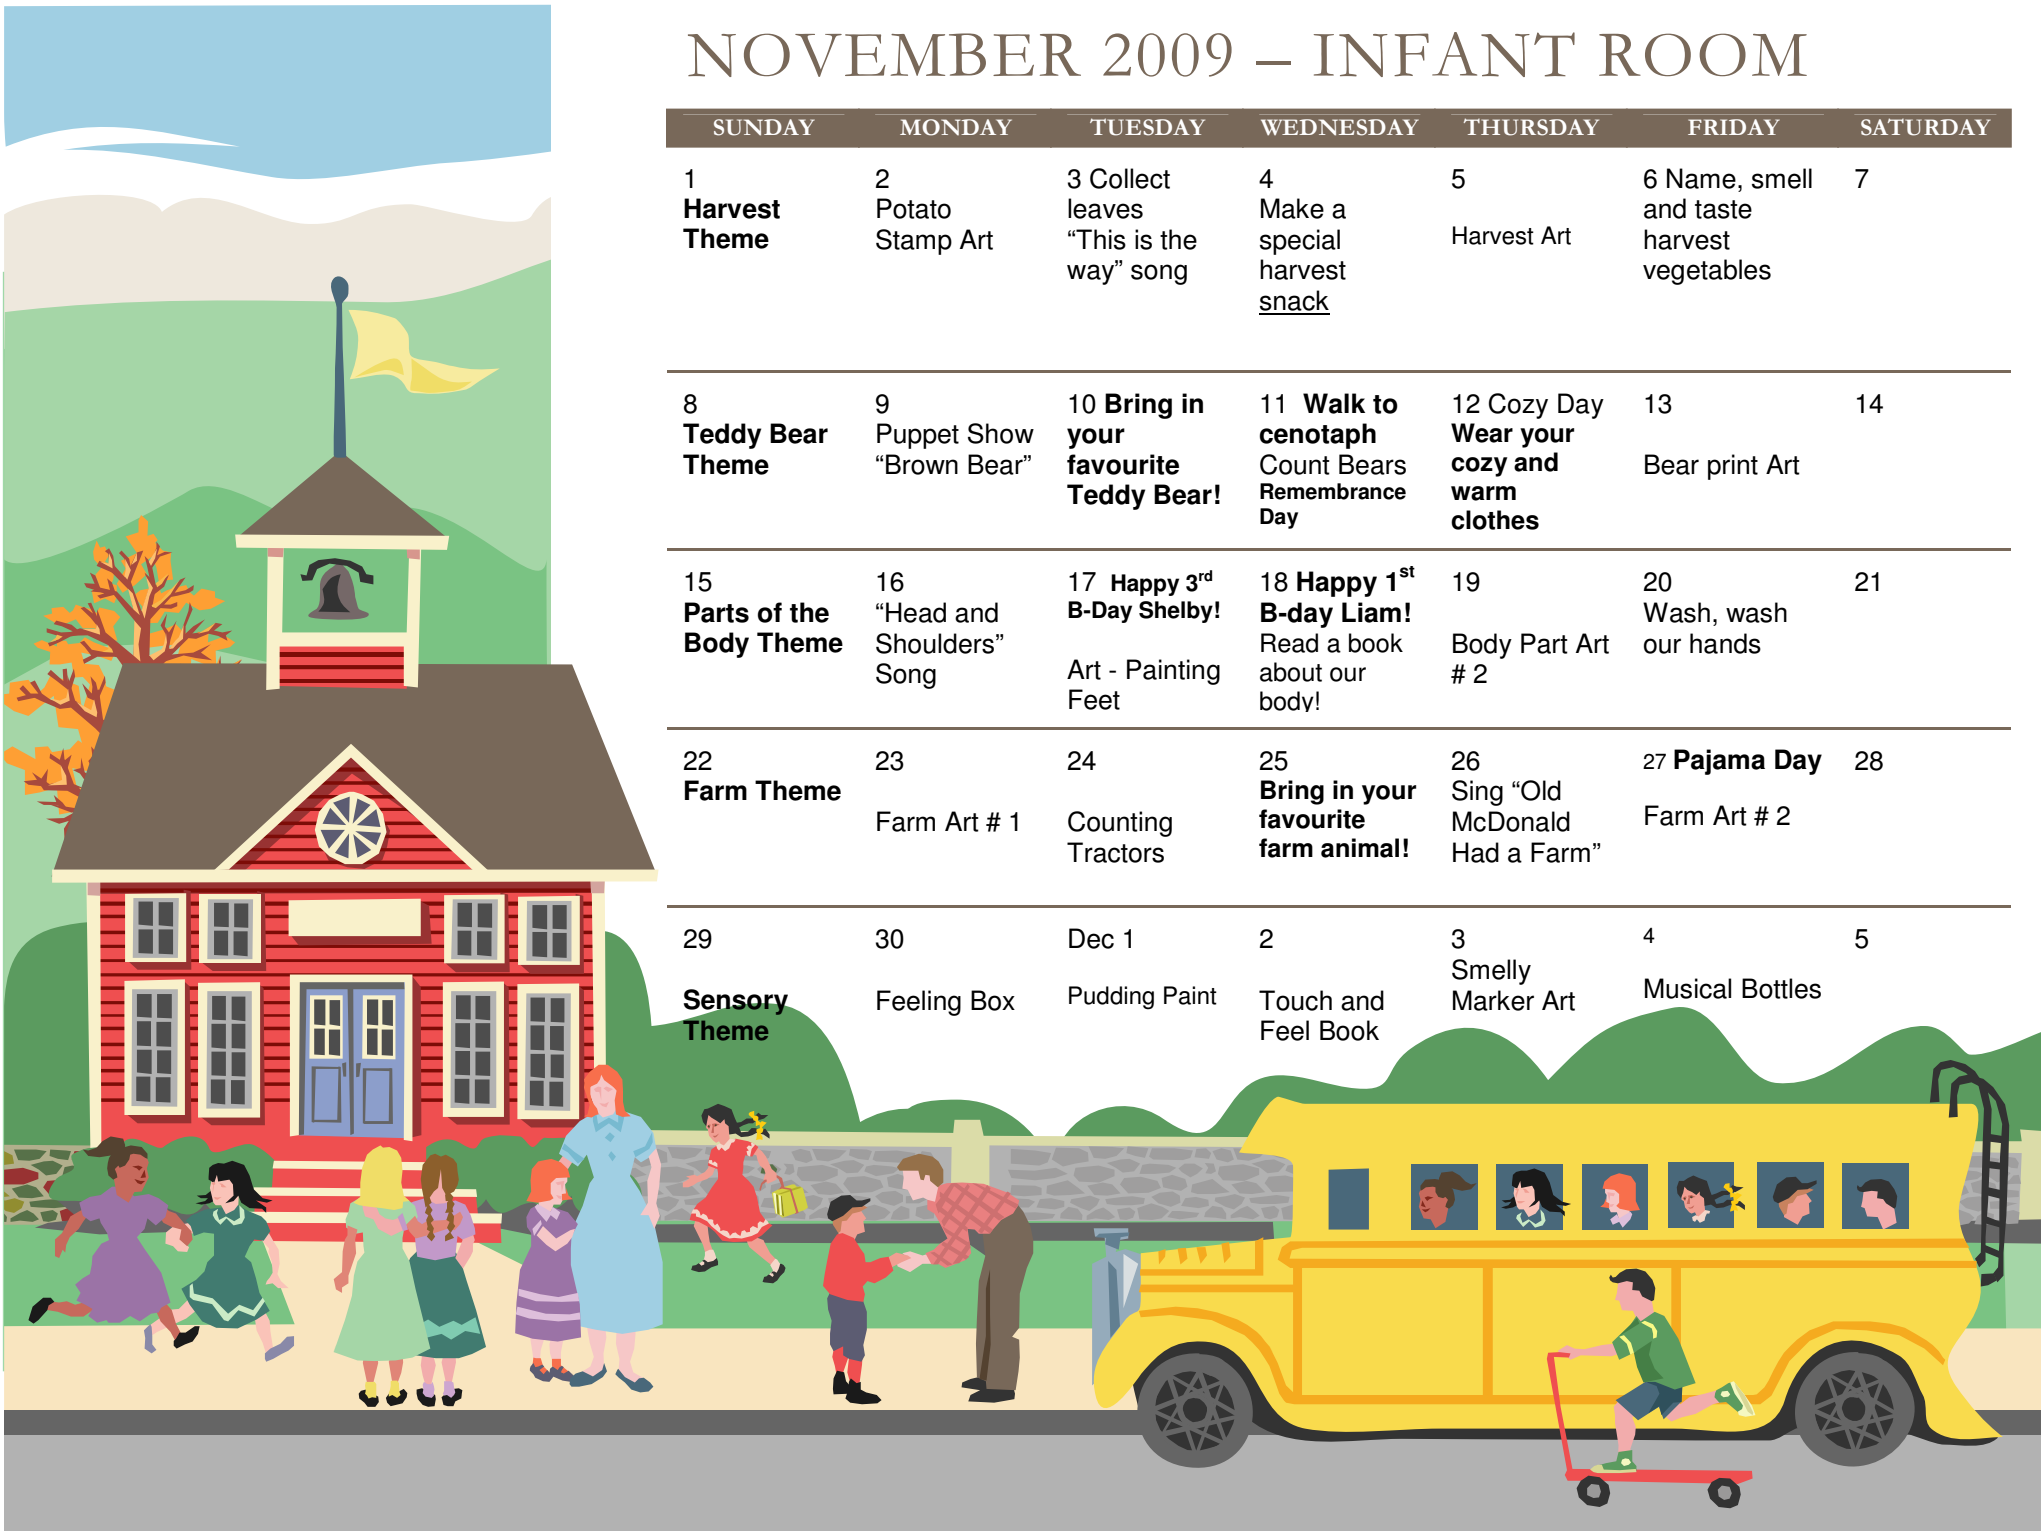 NOVEMBER 2009 – INFANT ROOM
SUNDAY MONDAY TUESDAY WEDNESDAY THURSDAY FRIDAY SATURDAY
1
Harvest
Theme
2
Potato
Stamp Art
3 Collect
leaves
“This is the
way” song
4
Make a
special
harvest
snack
5
Harvest Art
6 Name, smell
and taste
harvest
vegetables
7
8
Teddy Bear
Theme
9
Puppet Show
“Brown Bear”
10 Bring in
your
favourite
Teddy Bear!
11 Walk to
cenotaph
Count Bears
Remembrance
Day
12 Cozy Day
Wear your
cozy and
warm
clothes
13
Bear print Art
14
15
Parts of the
Body Theme
16
“Head and
Shoulders”
Song
17 Happy 3rd
B-Day Shelby!
Art - Painting
Feet
18 Happy 1st
B-day Liam!
Read a book
about our
body!
19
Body Part Art
# 2
20
Wash, wash
our hands
21
22
Farm Theme
23
Farm Art # 1
24
Counting
Tractors
25
Bring in your
favourite
farm animal!
26
Sing “Old
McDonald
Had a Farm”
27 Pajama Day
Farm Art # 2
28
29
Sensory
Theme
30
Feeling Box
Dec 1
Pudding Paint
2
Touch and
Feel Book
3
Smelly
Marker Art
4
Musical Bottles
5